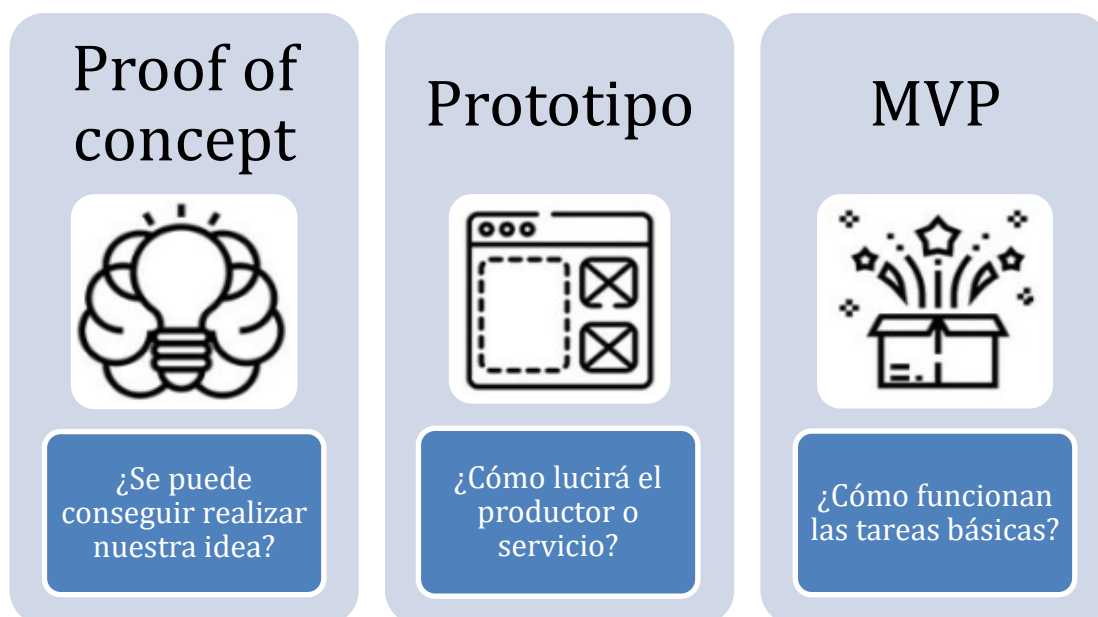 Proof of
concept
¿Se puede
conseguir realizar
nuestra idea?
Prototipo
¿Cómo lucirá el
productor o
servicio?
MVP
¿Cómo funcionan
las tareas básicas?